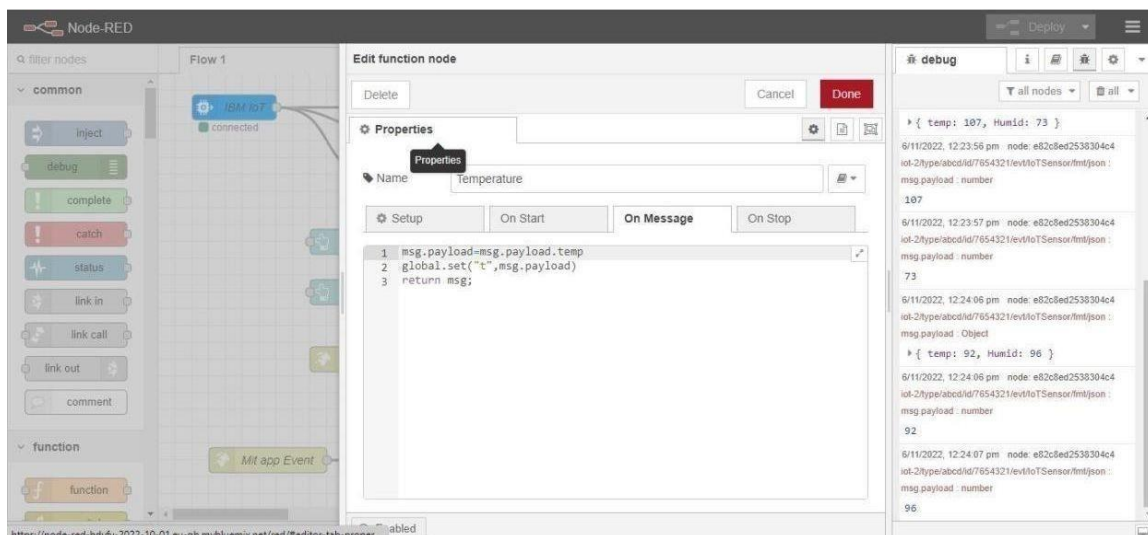 Node-RED
Deploy
filter nodes
common
inject
debug
complete
catch
status
link in
link call
link out
comment
function
function
Flow 1
IBM IoT
connected
Mit app Event
Edit function node
Delete
Cancel
Done
Properties
Properties
Name
Temperature
Setup
On Start
On Message
On Stop
1 msg.payload=msg.payload.temp
2 global.set("t",msg.payload)
3 return msg;
debug
all nodes
all
{ temp: 107, Humid: 73 }
6/11/2022, 12:23:56 pm node: e82c8ed2538304c4
iot-2/type/abcd/id/7654321/evt/IoTSensor/fmt/json :
msg.payload : number
107
6/11/2022, 12:23:57 pm node: e82c8ed2538304c4
iot-2/type/abcd/id/7654321/evt/IoTSensor/fmt/json :
msg.payload : number
73
6/11/2022, 12:24:06 pm node: e82c8ed2538304c4
iot-2/type/abcd/id/7654321/evt/IoTSensor/fmt/json :
msg.payload : Object
{ temp: 92, Humid: 96 }
6/11/2022, 12:24:06 pm node: e82c8ed2538304c4
iot-2/type/abcd/id/7654321/evt/IoTSensor/fmt/json :
msg.payload : number
92
6/11/2022, 12:24:07 pm node: e82c8ed2538304c4
iot-2/type/abcd/id/7654321/evt/IoTSensor/fmt/json :
msg.payload : number
96